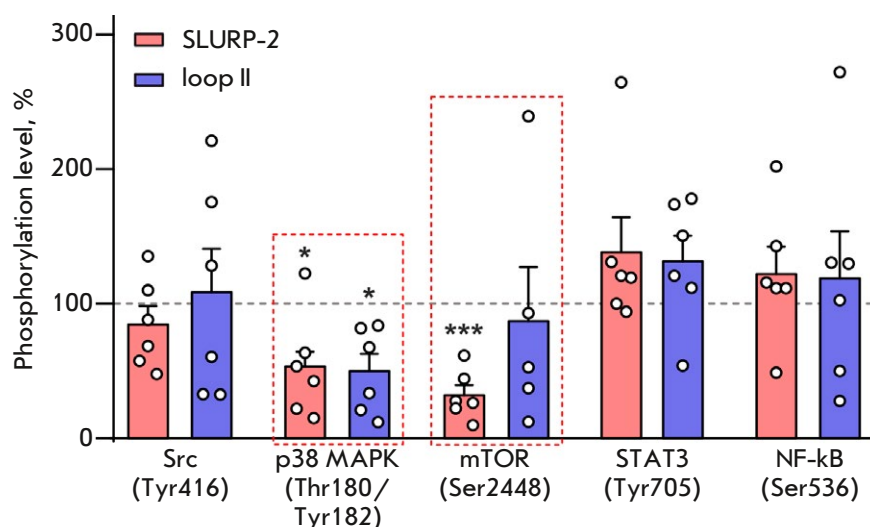 Phosphorylation level, %
300
200
100
0
SLURP-2
loop II
*
*
***
Src
(Tyr416)
p38 MAPK
(Thr180/
Tyr182)
mTOR
(Ser2448)
STAT3
(Tyr705)
NF-kB
(Ser536)